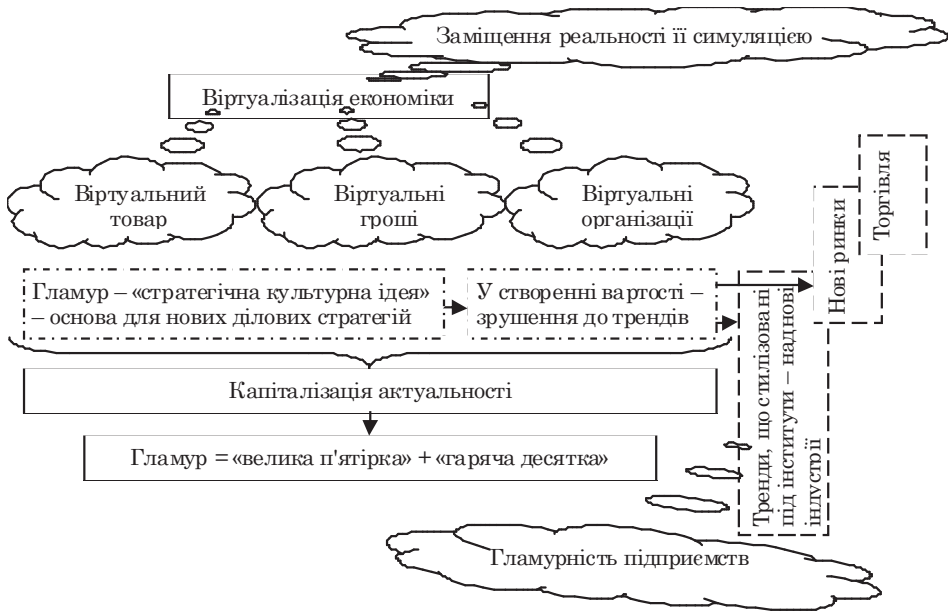 Заміщення реальності її симуляцією
Віртуалізація економіки
Віртуальний
товар
Віртуальні
гроші
Віртуальні
організації
Гламур – «стратегічна культурна ідея»
– основа для нових ділових стратегій
У створенні вартості –
зрушення до трендів
Нові ринки
Торгівля
Тренди, що стилізовані
під інститути – наднові
індустрії
Капіталізація актуальності
Гламур = «велика п'ятірка» + «гаряча десятка»
Гламурність підприємств